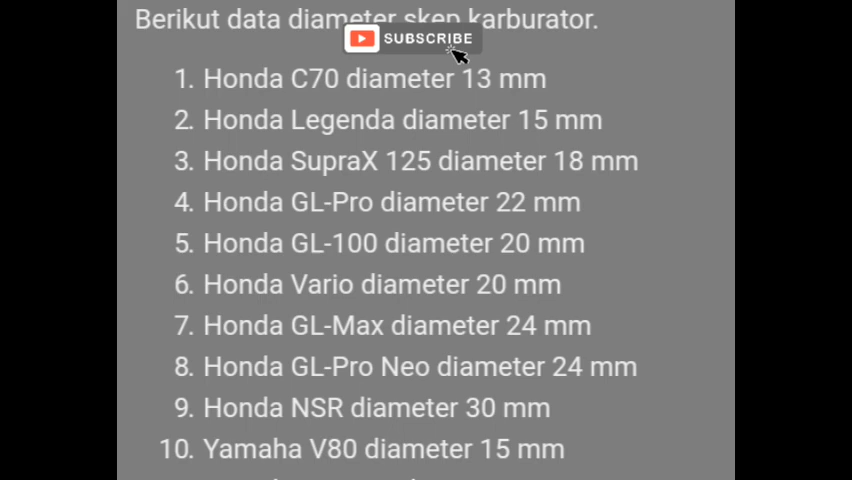 Berikut data diameter skep karburator.
SUBSCRIBE
1. Honda C70 diameter 13 mm
2. Honda Legenda diameter 15 mm
3. Honda SupraX 125 diameter 18 mm
4. Honda GL-Pro diameter 22 mm
5. Honda GL-100 diameter 20 mm
6. Honda Vario diameter 20 mm
7. Honda GL-Max diameter 24 mm
8. Honda GL-Pro Neo diameter 24 mm
9. Honda NSR diameter 30 mm
10. Yamaha V80 diameter 15 mm